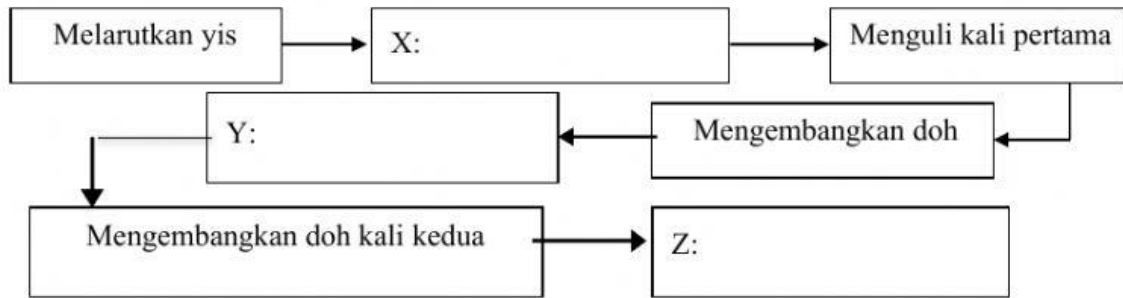 Melarutkan yis
X:
Menguli kali pertama
Mengembangkan doh
Y:
Mengembangkan doh kali kedua
Z: